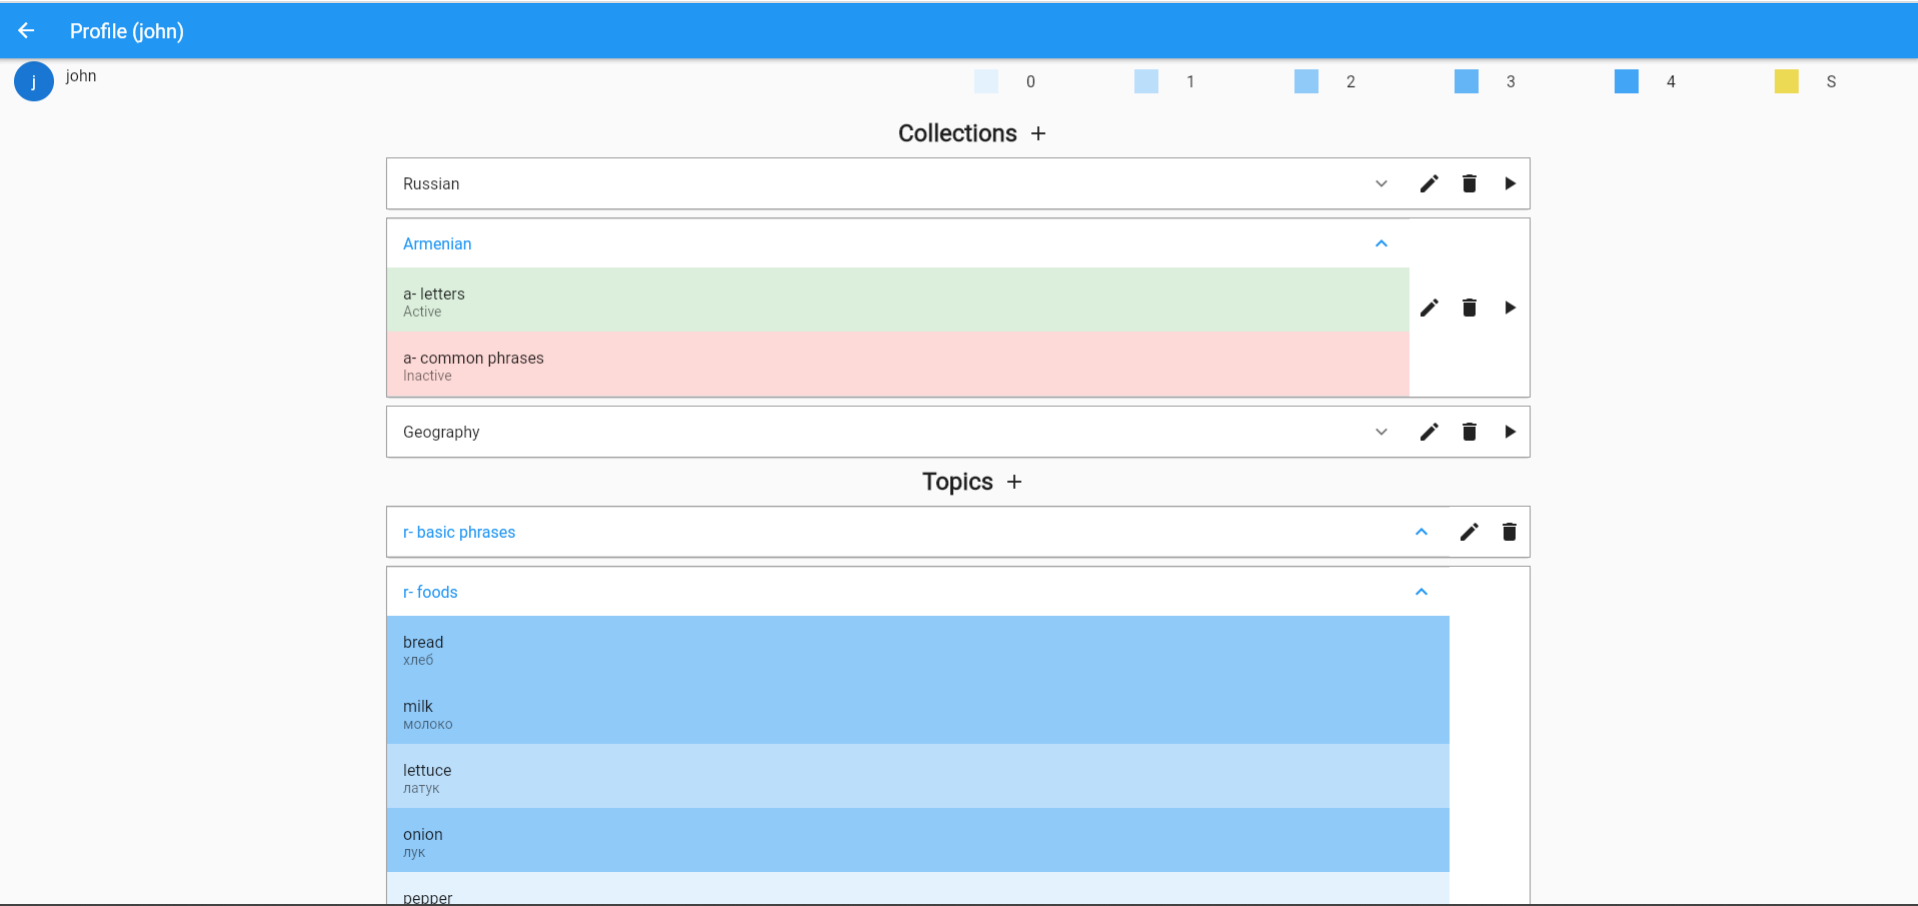 Profile (john)
j
john
0
1
2
3
4
S
Collections +
Russian
Armenian
a- letters
Active
a- common phrases
Inactive
Geography
Topics +
r- basic phrases
r- foods
bread
хлеб
milk
молоко
lettuce
латук
onion
лук
pepper